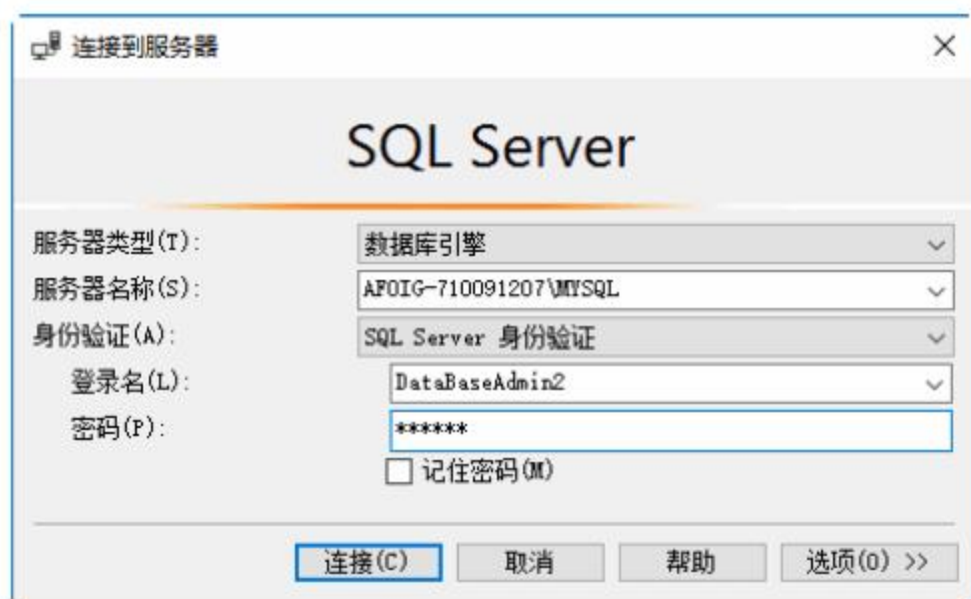 连接到服务器
SQL Server
服务器类型(T): 数据库引擎
服务器名称(S): AFOIG-710091207\MYSQL
身份验证(A): SQL Server 身份验证
登录名(L): DataBaseAdmin2
密码(P): ******
记住密码(M)
连接(C) 取消 帮助 选项(O) >>